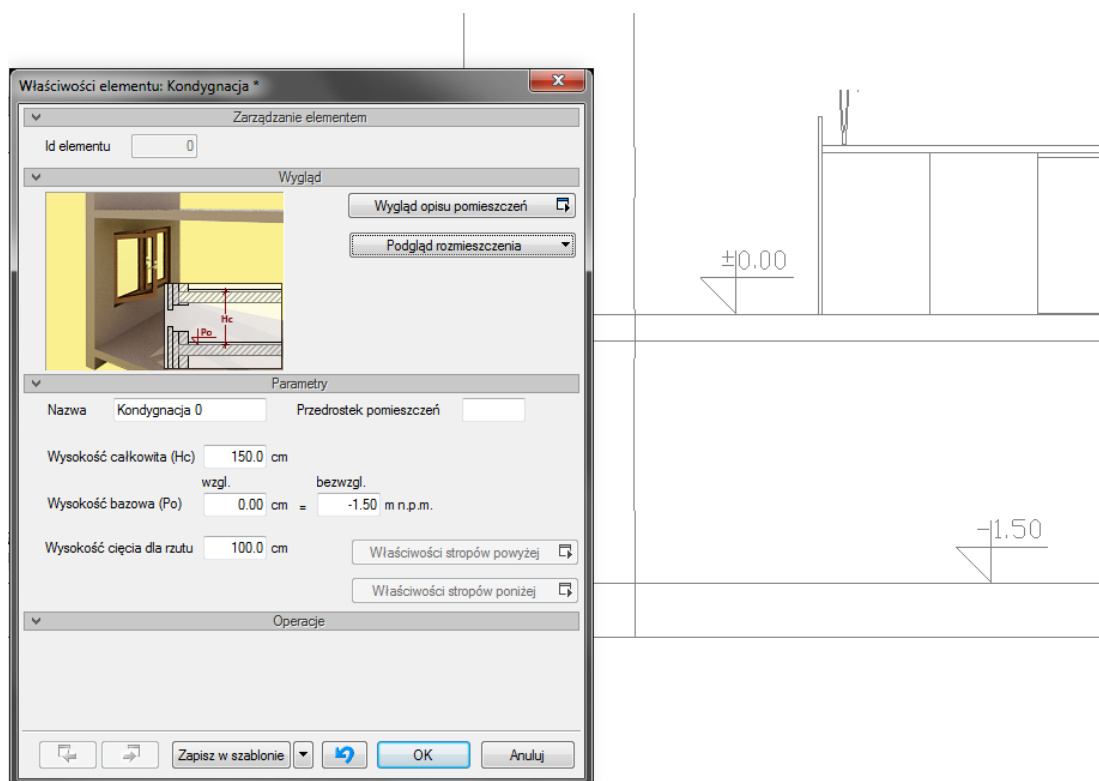 Właściwości elementu: Kondygnacja *
Zarządzanie elementem
Id elementu 0
Wygląd
Wygląd opisu pomieszczeń
Podgląd rozmieszczenia
Hc
Po
Parametry
Nazwa Kondygnacja 0 Przedrostek pomieszczeń
Wysokość całkowita (Hc) 150.0 cm
wzgl. bezwzgl.
Wysokość bazowa (Po) 0.00 cm = -1.50 m n.p.m.
Wysokość cięcia dla rzutu 100.0 cm
Właściwości stropów powyżej
Właściwości stropów poniżej
Operacje
Zapisz w szablonie OK Anuluj
±0.00
-1.50